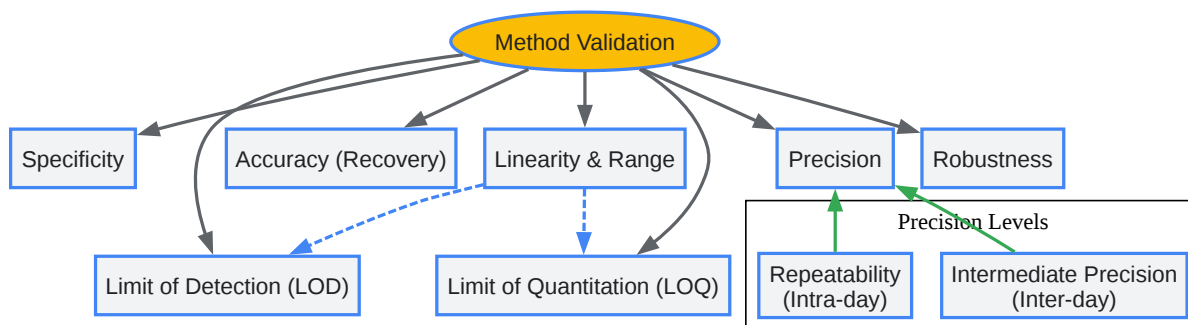 Method Validation
Specificity
Accuracy (Recovery)
Linearity & Range
Precision
Robustness
Precision Levels
Limit of Detection (LOD)
Limit of Quantitation (LOQ)
Repeatability
(Intra-day)
Intermediate Precision
(Inter-day)